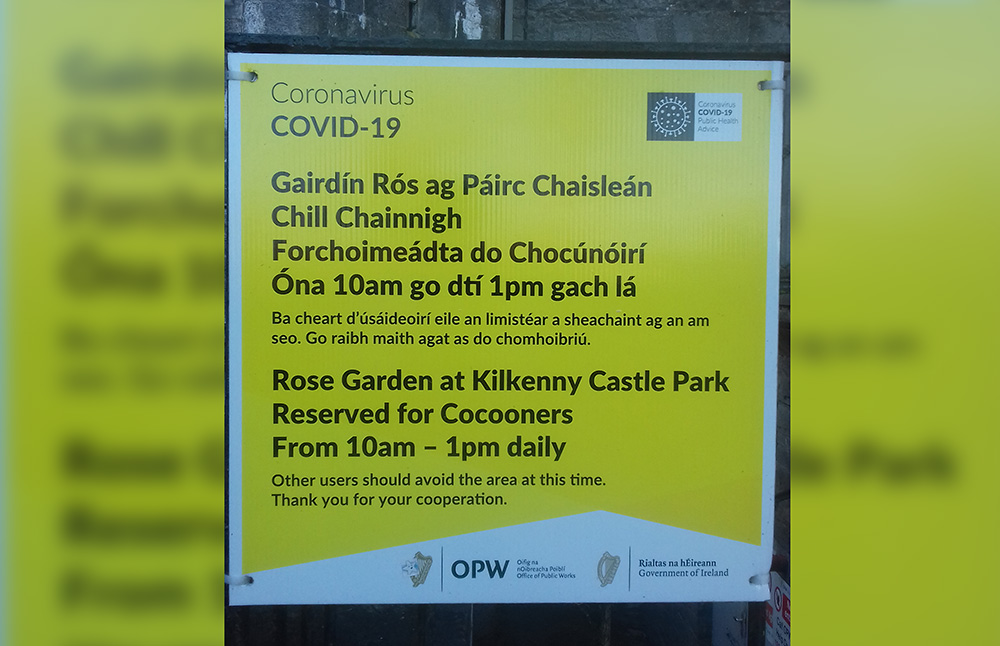 Coronavirus
COVID-19
Coronavirus
COVID-19
Public Health
Advice
Gairdín Rós ag Páirc Chaisleán
Chill Chainnigh
Forchoimeádta do Chocúnóirí
Óna 10am go dtí 1pm gach lá
Ba cheart d'úsáideoirí eile an limistéar a sheachaint ag an am
seo. Go raibh maith agat as do chomhoibriú.
Rose Garden at Kilkenny Castle Park
Reserved for Cocooners
From 10am – 1pm daily
Other users should avoid the area at this time.
Thank you for your cooperation.
OPW
Oifig na
nOibreacha Poiblí
Office of Public Works
Rialtas na hÉireann
Government of Ireland